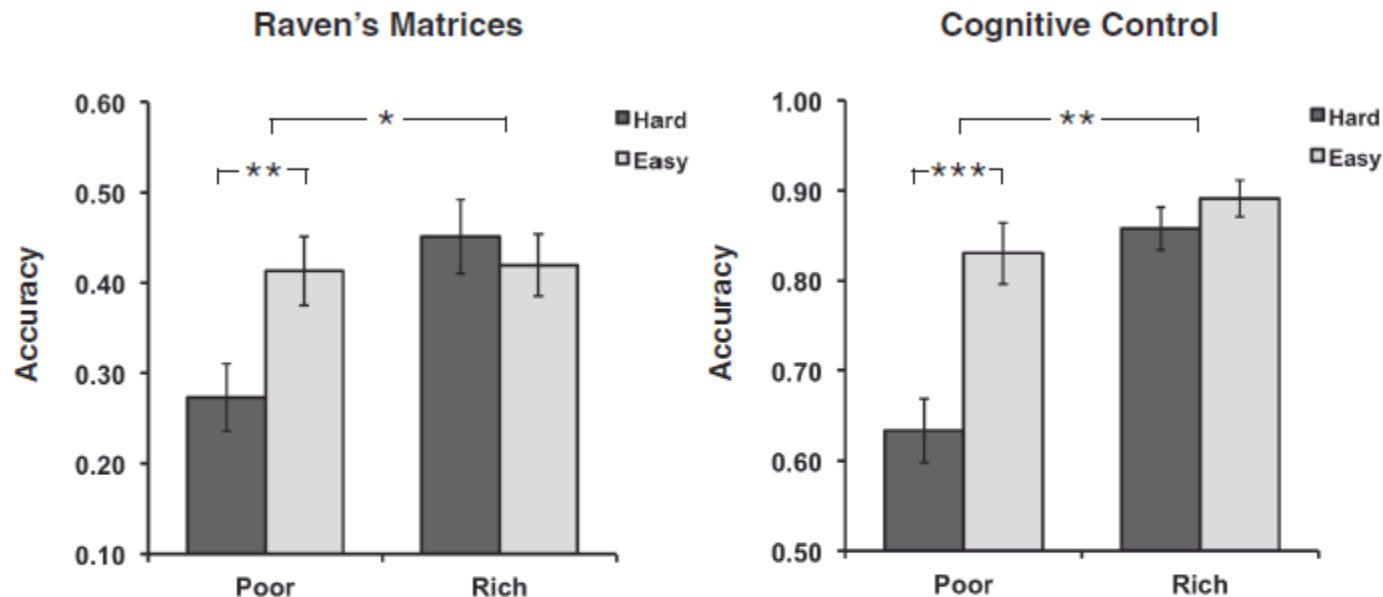 Raven's Matrices
Accuracy
0.60
0.50
0.40
0.30
0.20
0.10
*
**
Hard
Easy
Poor Rich
Cognitive Control
Accuracy
1.00
0.90
0.80
0.70
0.60
0.50
**
***
Hard
Easy
Poor Rich